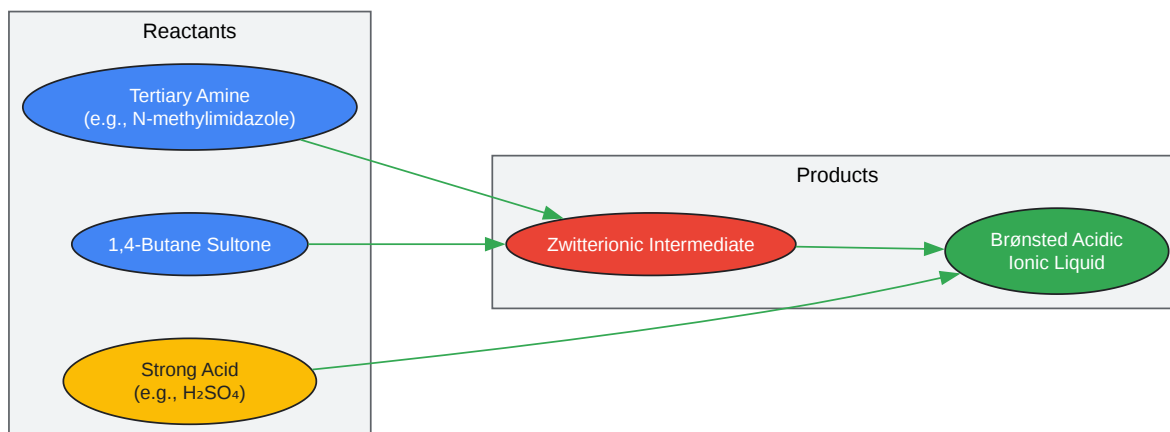 Reactants
Tertiary Amine
(e.g., N-methylimidazole)
1,4-Butane Sultone
Strong Acid
(e.g., H₂SO₄)
Products
Zwitterionic Intermediate
Brønsted Acidic
Ionic Liquid